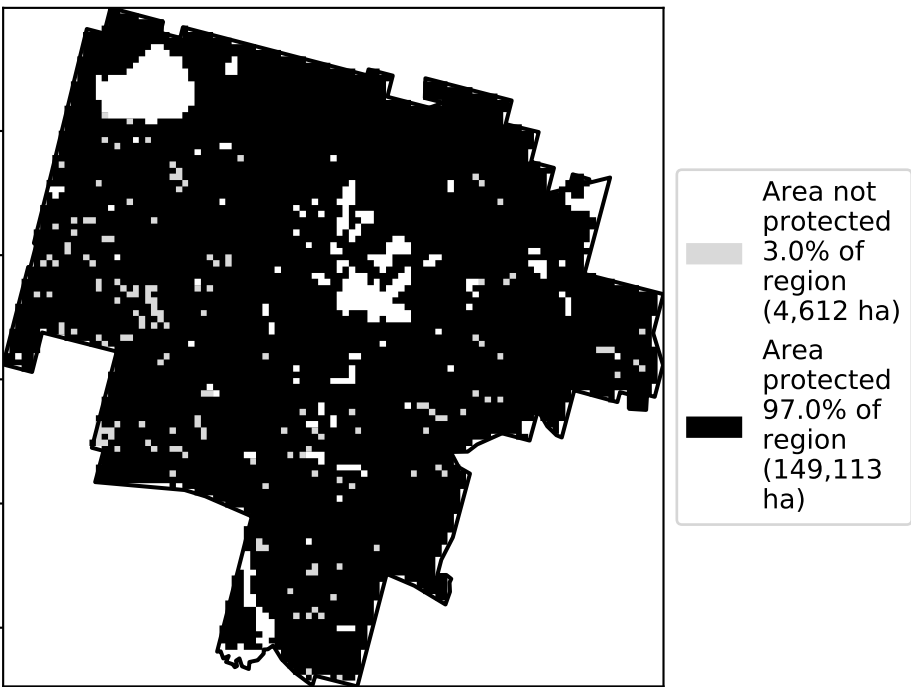 Area not
protected
3.0% of
region
(4,612 ha)
Area
protected
97.0% of
region
(149,113
ha)